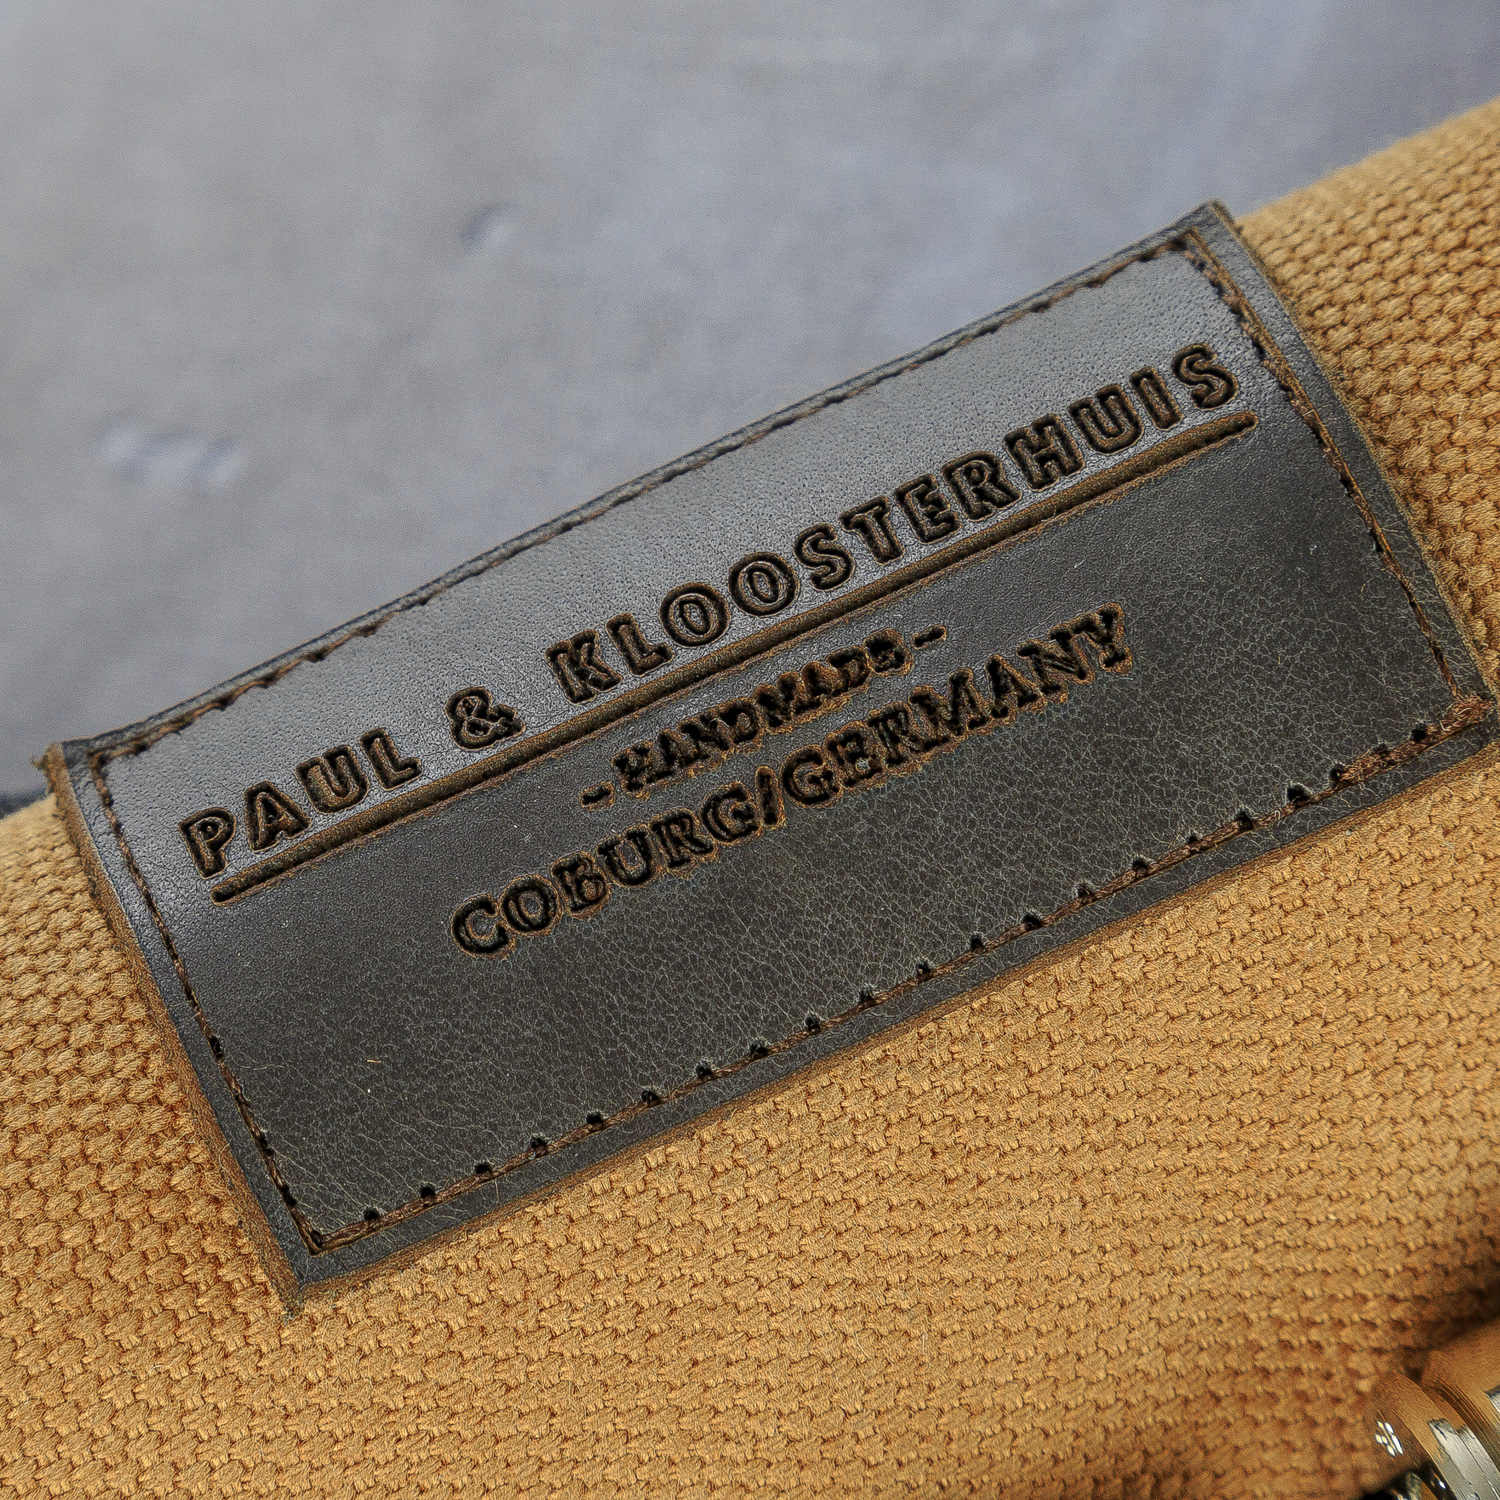 PAUL & KLOOSTERHUIS
- HANDMADE -
COBURG/GERMANY